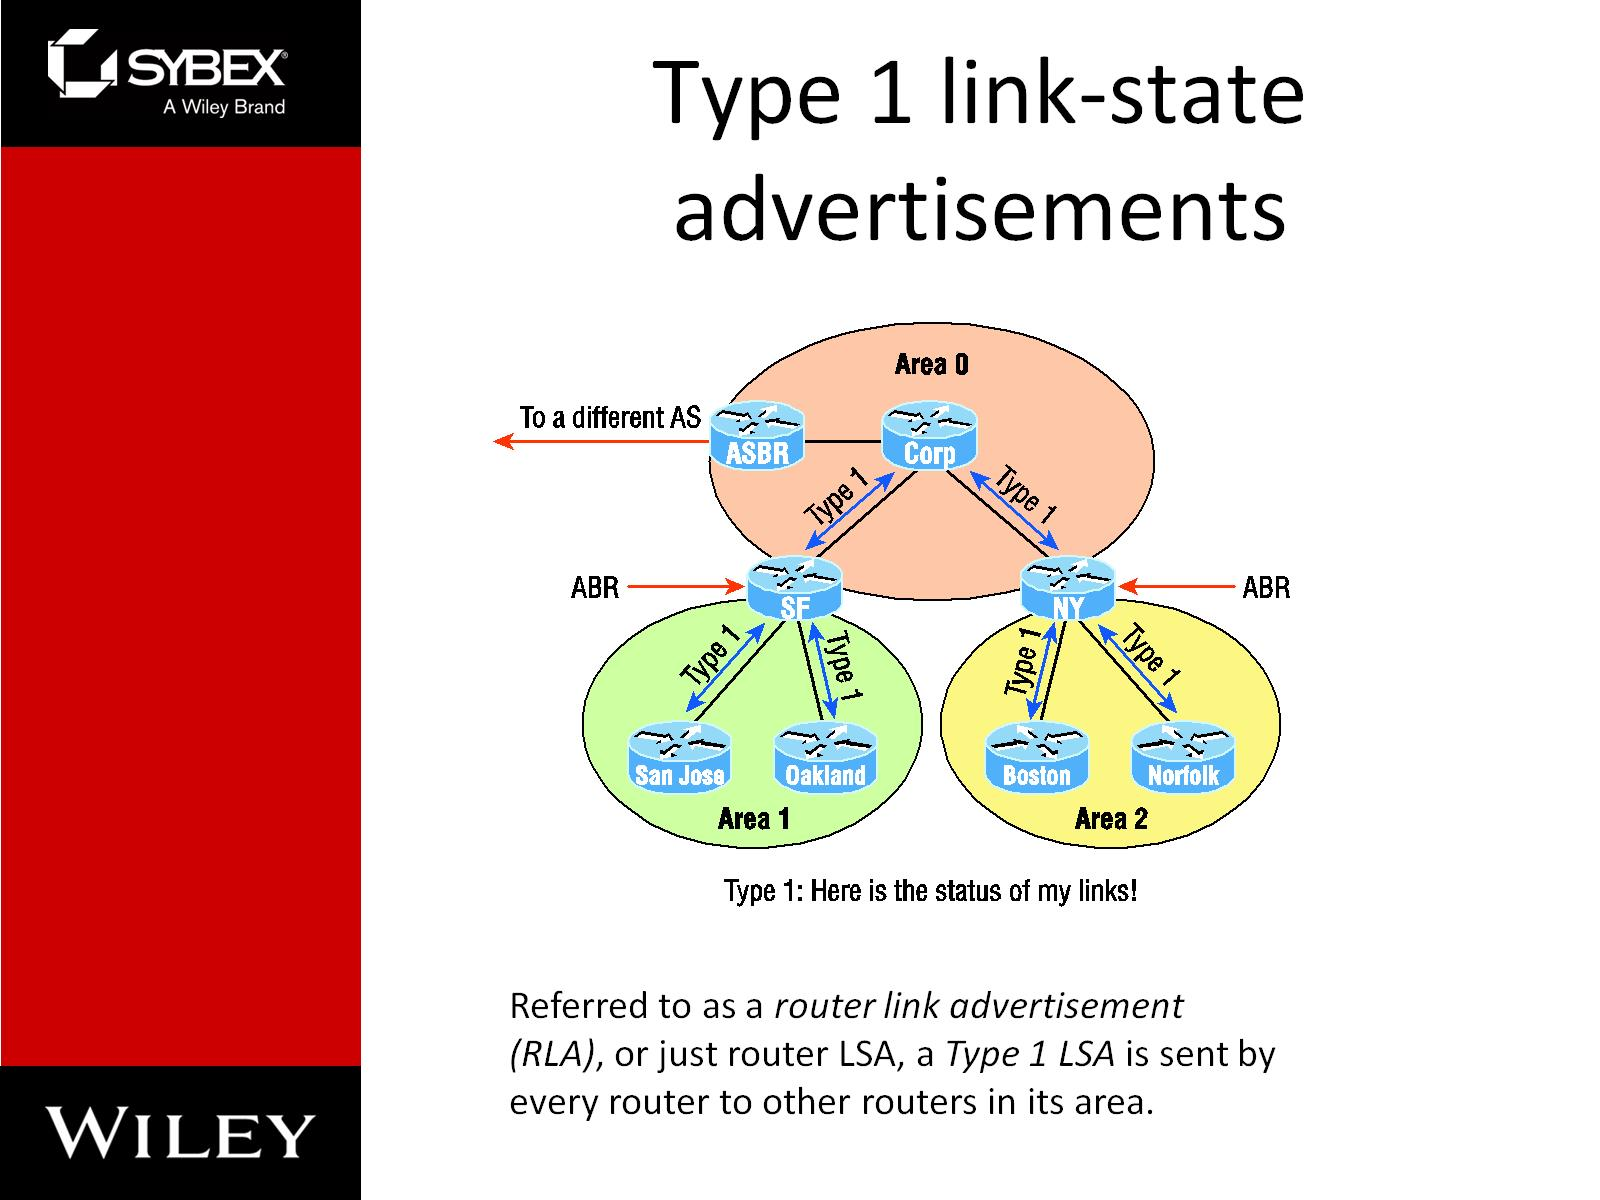 SYBEX®
A Wiley Brand
Type 1 link-state
advertisements
Area 0
To a different AS
ASBR
Corp
Type 1
Type 1
ABR
SF
NY
ABR
Type 1
Type 1
Type 1
Type 1
San Jose
Oakland
Boston
Norfolk
Area 1
Area 2
Type 1: Here is the status of my links!
Referred to as a router link advertisement
(RLA), or just router LSA, a Type 1 LSA is sent by
every router to other routers in its area.
WILEY